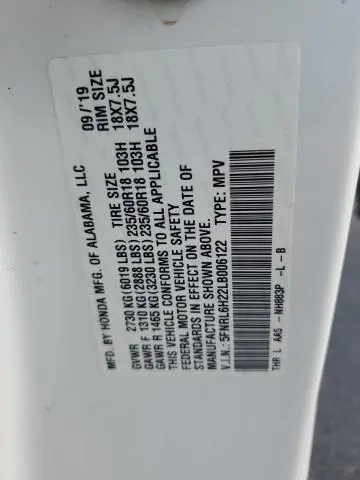 MFD. BY HONDA MFG. OF ALABAMA, LLC 09/'19
TIRE SIZE RIM SIZE
GVWR 2730 KG(6019 LBS)
GAWR F 1310 KG(2888 LBS) 235/60R18 103H 18X7.5J
GAWR R 1465 KG(3230 LBS) 235/60R18 103H 18X7.5J
THIS VEHICLE CONFORMS TO ALL APPLICABLE
FEDERAL MOTOR VEHICLE SAFETY
STANDARDS IN EFFECT ON THE DATE OF
MANUFACTURE SHOWN ABOVE.
V.I.N.: 5FNRL6H22LB006122 TYPE: MPV
THR L AA5 - NH883P -L -B